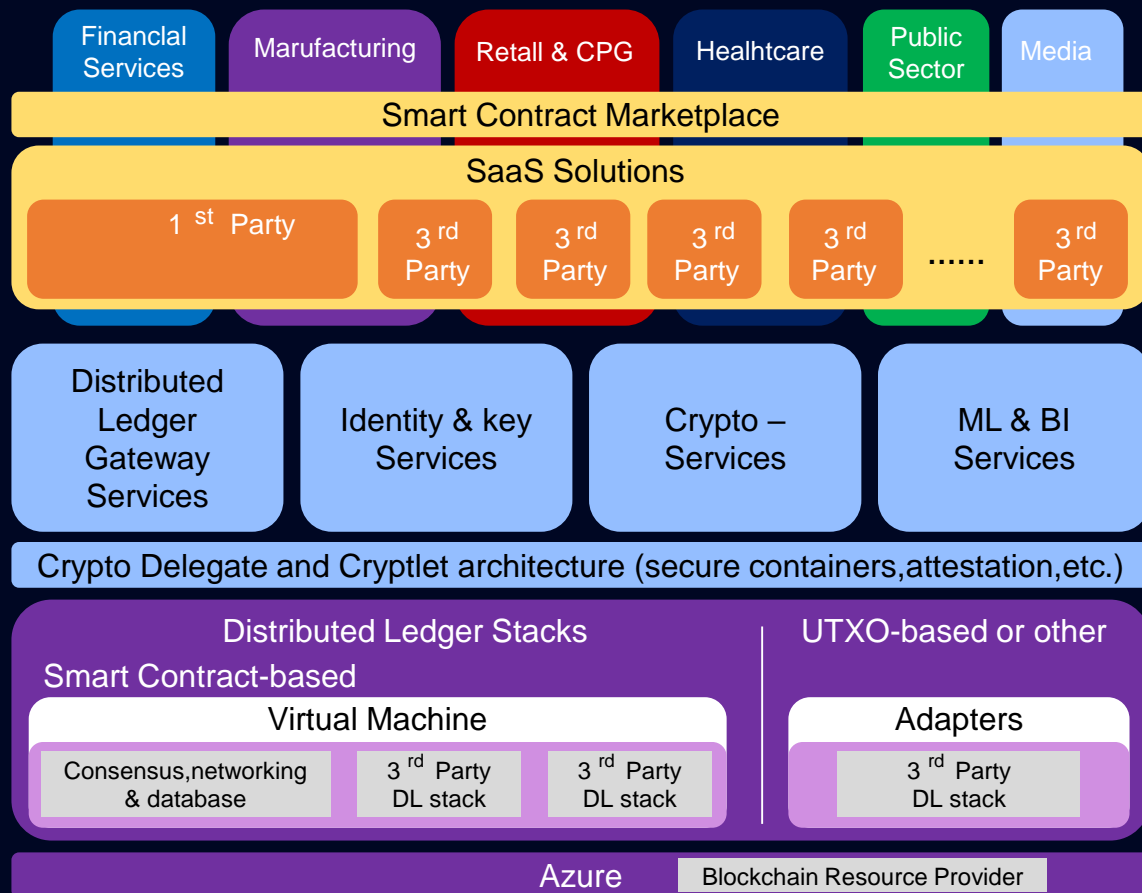 Financlal
Services
Marufacturing
Retall & CPG
Healhtcare
Public
Sector
Media
Smart Contract Marketplace
SaaS Solutions
1 st Party
3 rd
Party
3 rd
Party
3 rd
Party
3 rd
Party
......
3 rd
Party
Distributed
Ledger
Gateway
Services
Identity & key
Services
Crypto –
Services
ML & BI
Services
Crypto Delegate and Cryptlet architecture (secure containers,attestation,etc.)
Distributed Ledger Stacks
UTXO-based or other
Smart Contract-based
Virtual Machine
Adapters
Consensus,networking
& database
3 rd Party
DL stack
3 rd Party
DL stack
3 rd Party
DL stack
Azure
Blockchain Resource Provider